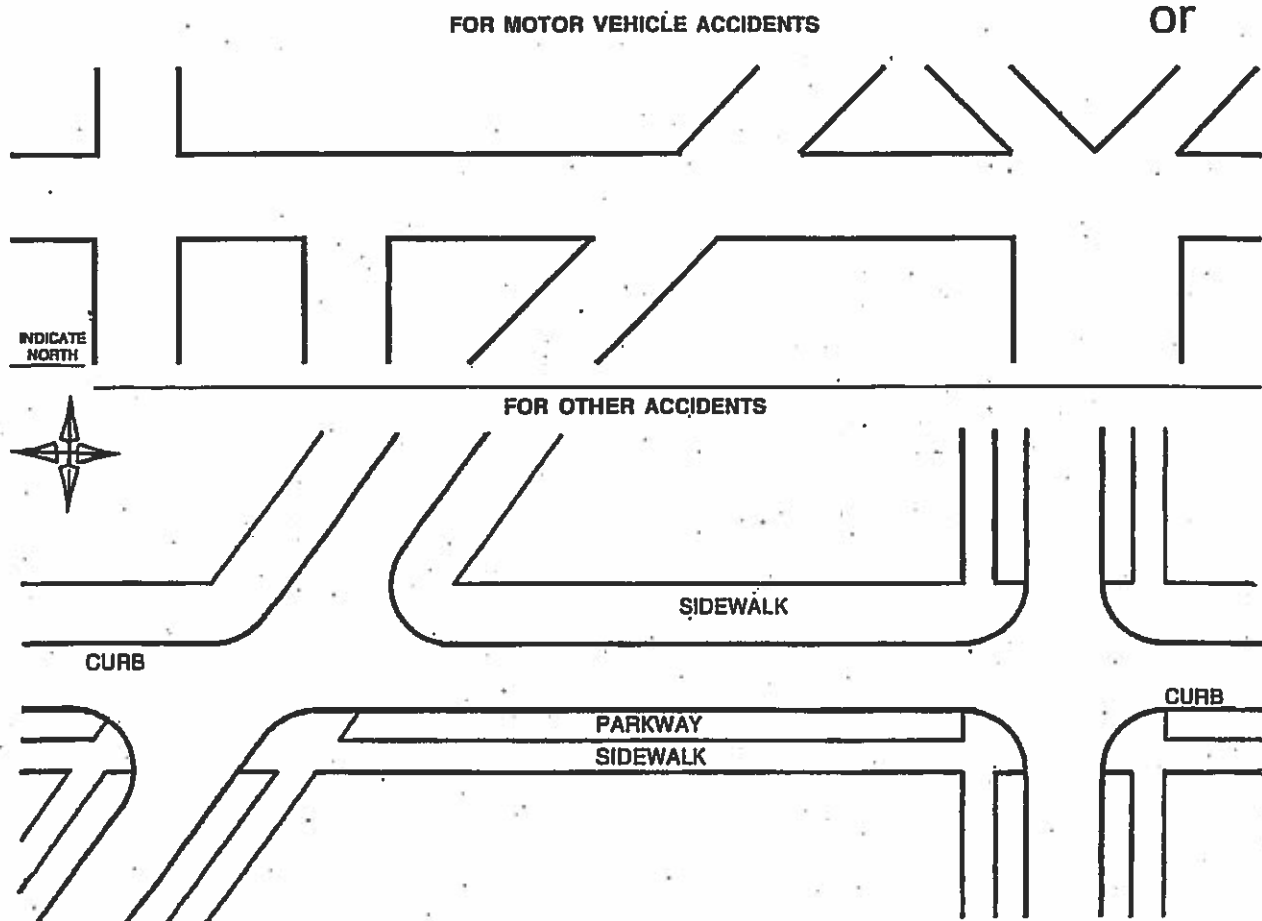 or
FOR MOTOR VEHICLE ACCIDENTS
INDICATE
NORTH
FOR OTHER ACCIDENTS
SIDEWALK
CURB
CURB
PARKWAY
SIDEWALK